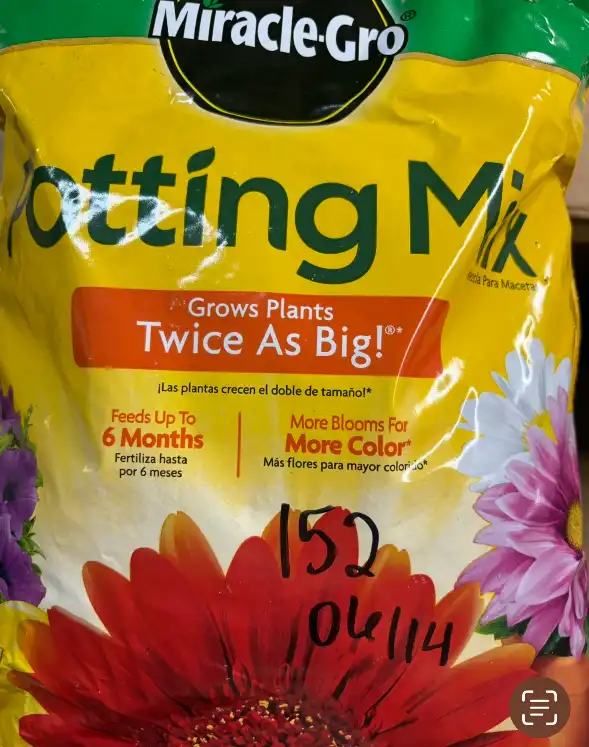 Miracle-Gro®
Potting Mix
Mezcla Para Macetas
Grows Plants
Twice As Big!®*
¡Las plantas crecen el doble de tamaño!*
Feeds Up To
6 Months
Fertiliza hasta
por 6 meses
More Blooms For
More Color*
Más flores para mayor colorido*
152
04/14